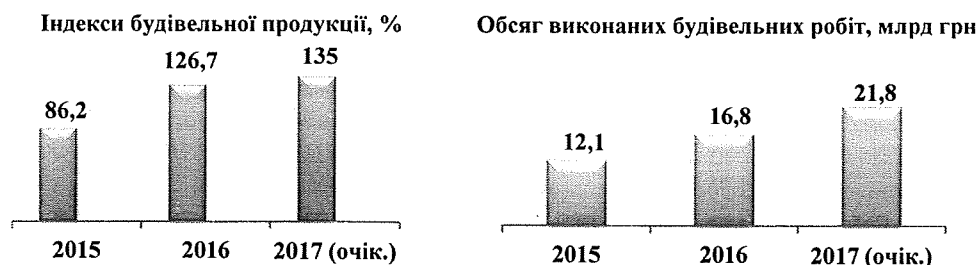 Індекси будівельної продукції, %
86,2
126,7
135
2015
2016
2017 (очік.)
Обсяг виконаних будівельних робіт, млрд грн
12,1
16,8
21,8
2015
2016
2017 (очік.)